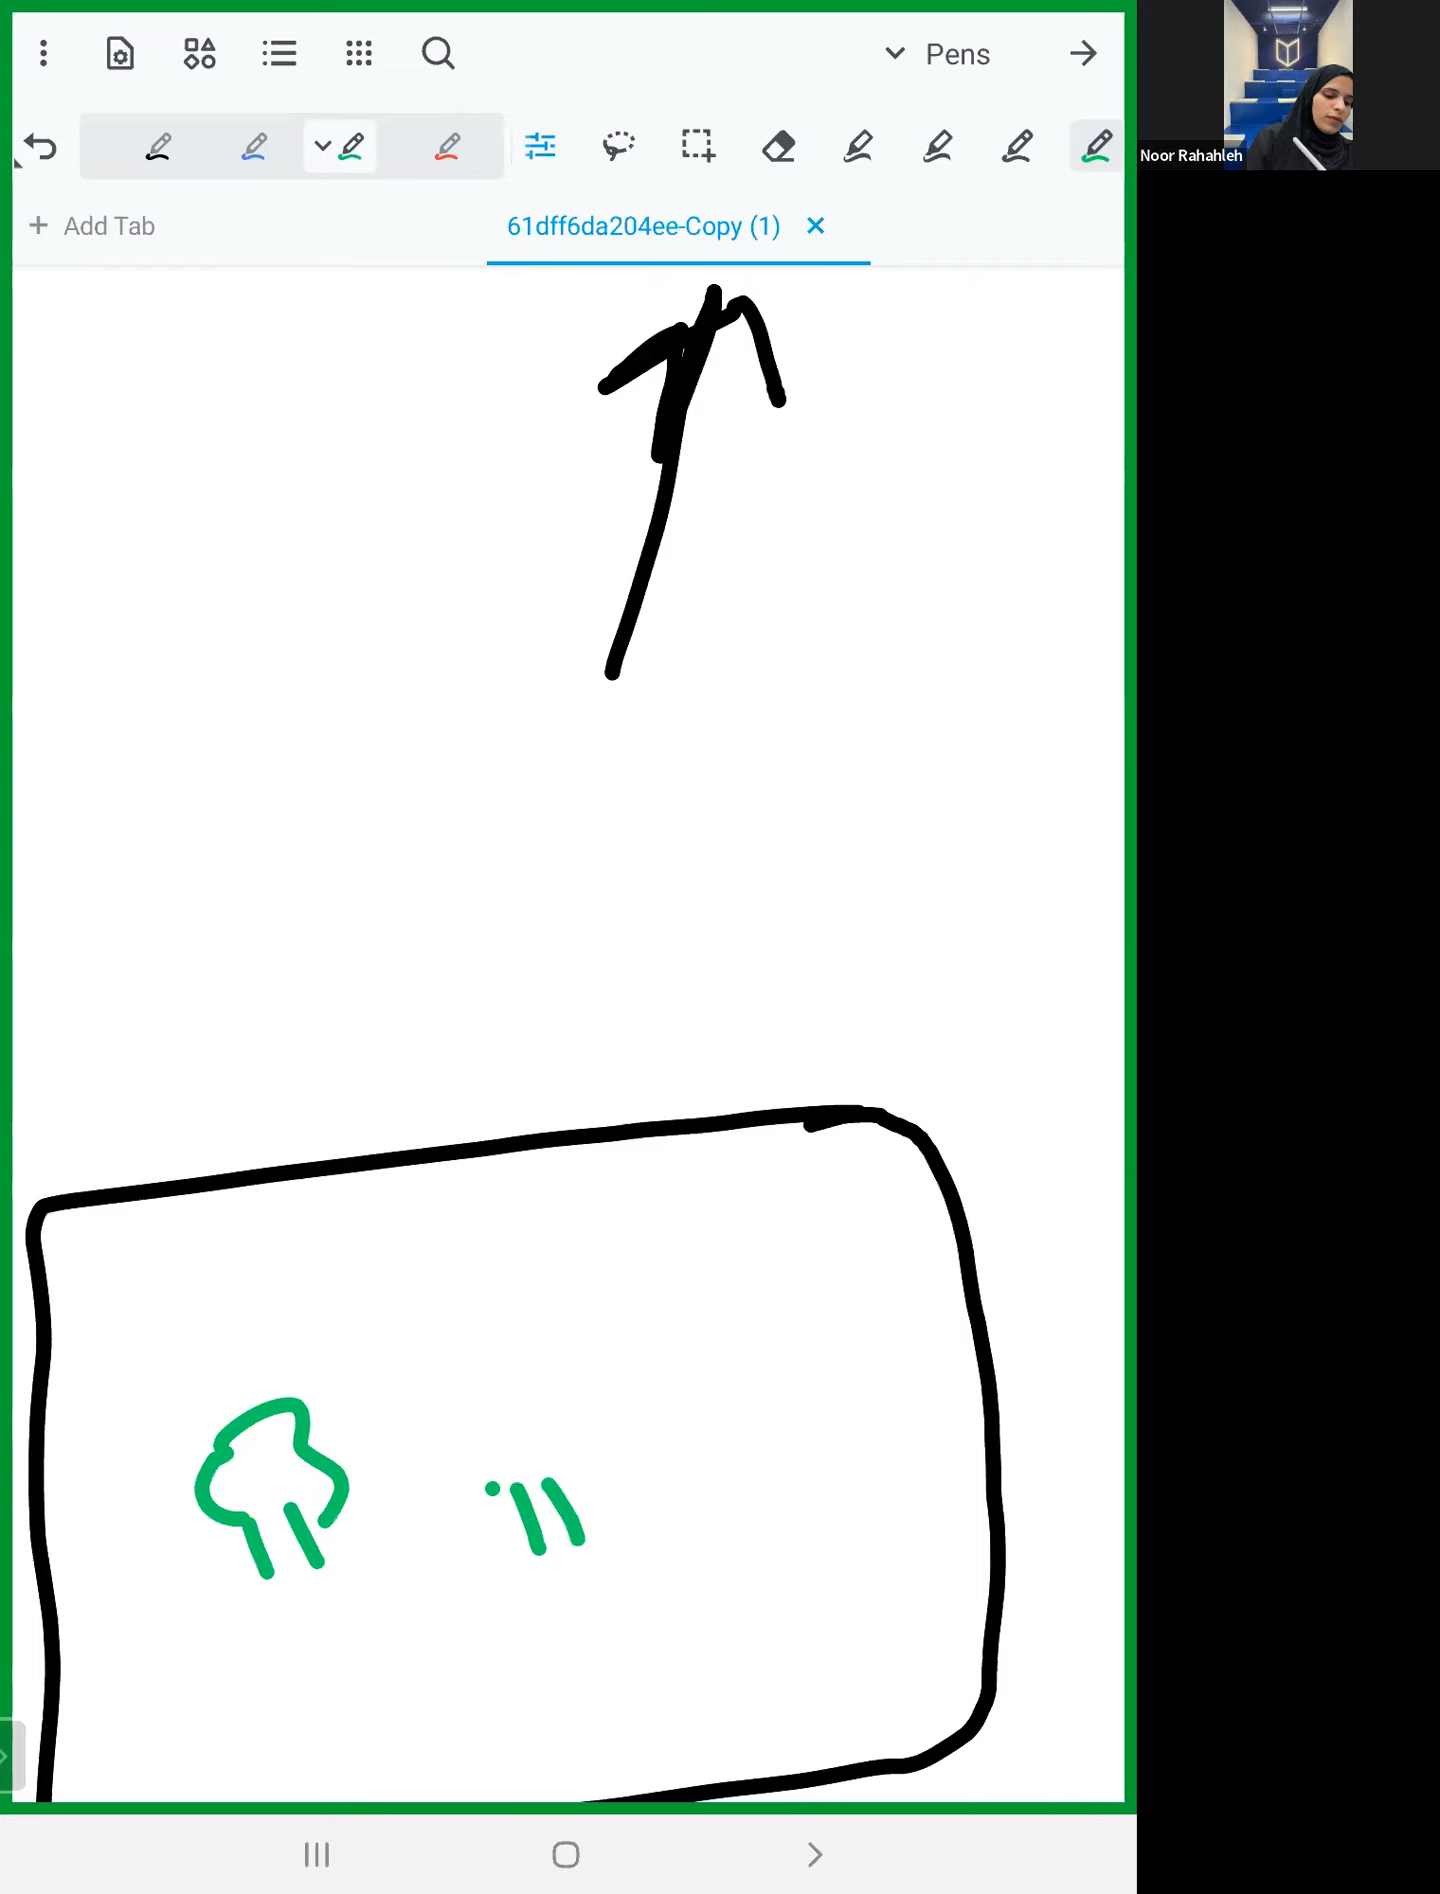 Pens
Noor Rahahleh
+ Add Tab
61dff6da204ee-Copy (1) ×